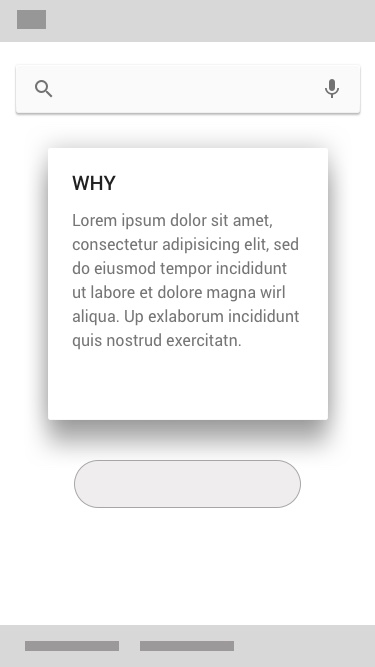 WHY
Lorem ipsum dolor sit amet,
consectetur adipisicing elit, sed
do eiusmod tempor incididunt
ut labore et dolore magna wirl
aliqua. Up exlaborum incididunt
quis nostrud exercitatn.